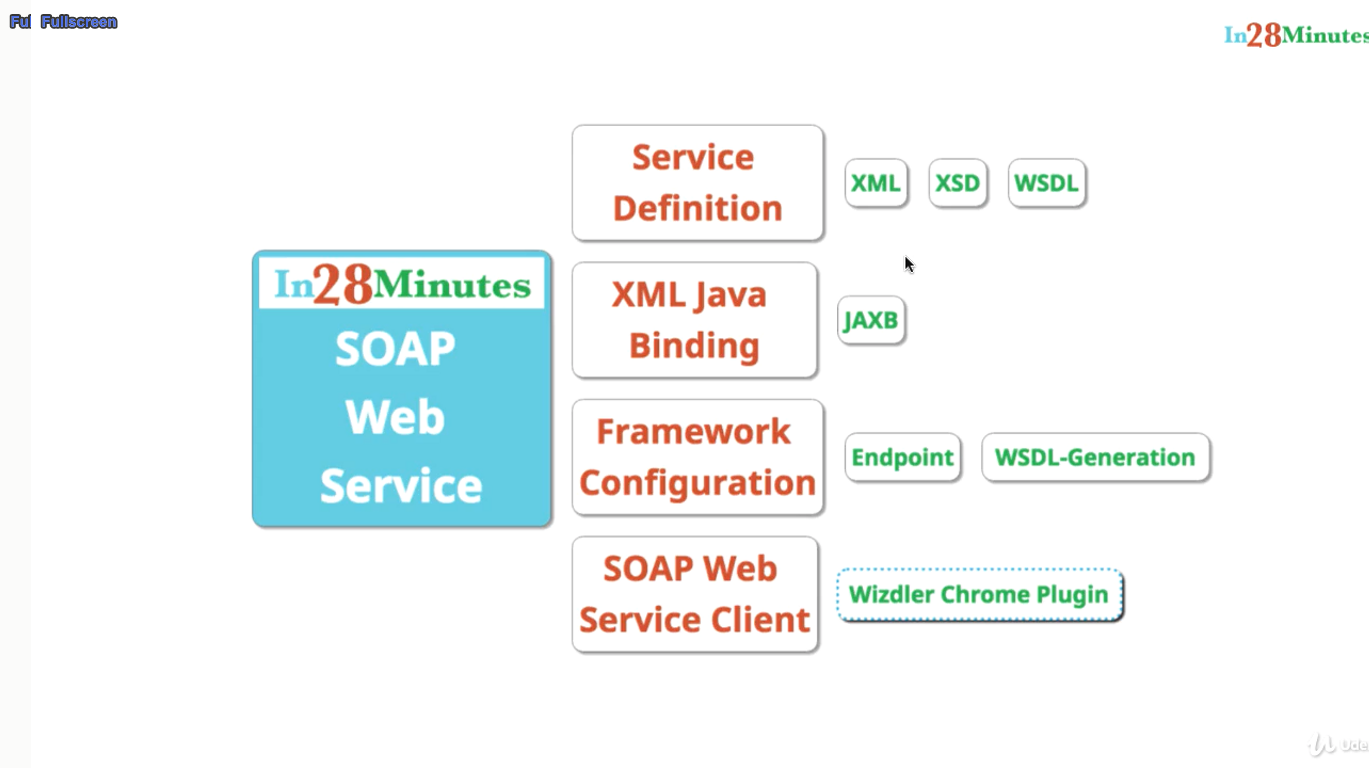 Ful Fullscreen
In28Minutes
Service
Definition
XML XSD WSDL
In28Minutes
SOAP
Web
Service
XML Java
Binding
JAXB
Framework
Configuration
Endpoint WSDL-Generation
SOAP Web
Service Client
Wizdler Chrome Plugin
Ude